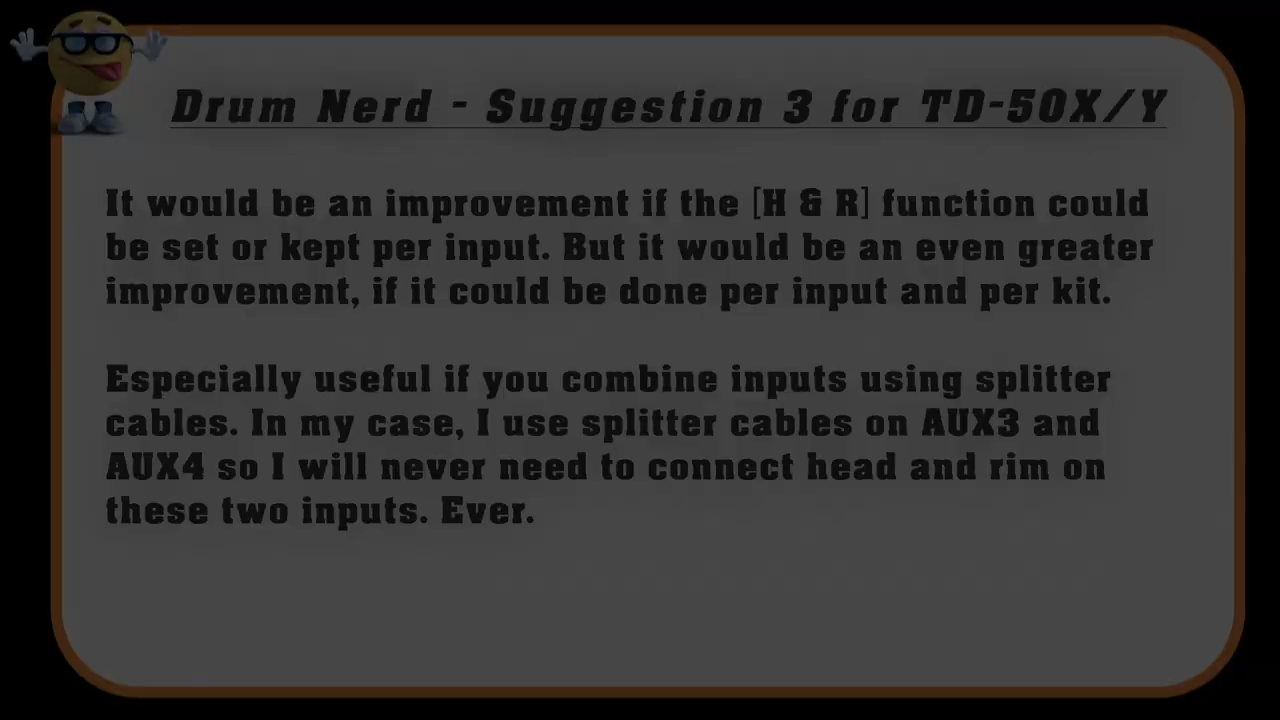 Drum Nerd - Suggestion 3 for TD-50X/Y
It would be an improvement if the [H & R] function could
be set or kept per input. But it would be an even greater
improvement, if it could be done per input and per kit.
Especially useful if you combine inputs using splitter
cables. In my case, I use splitter cables on AUX3 and
AUX4 so I will never need to connect head and rim on
these two inputs. Ever.